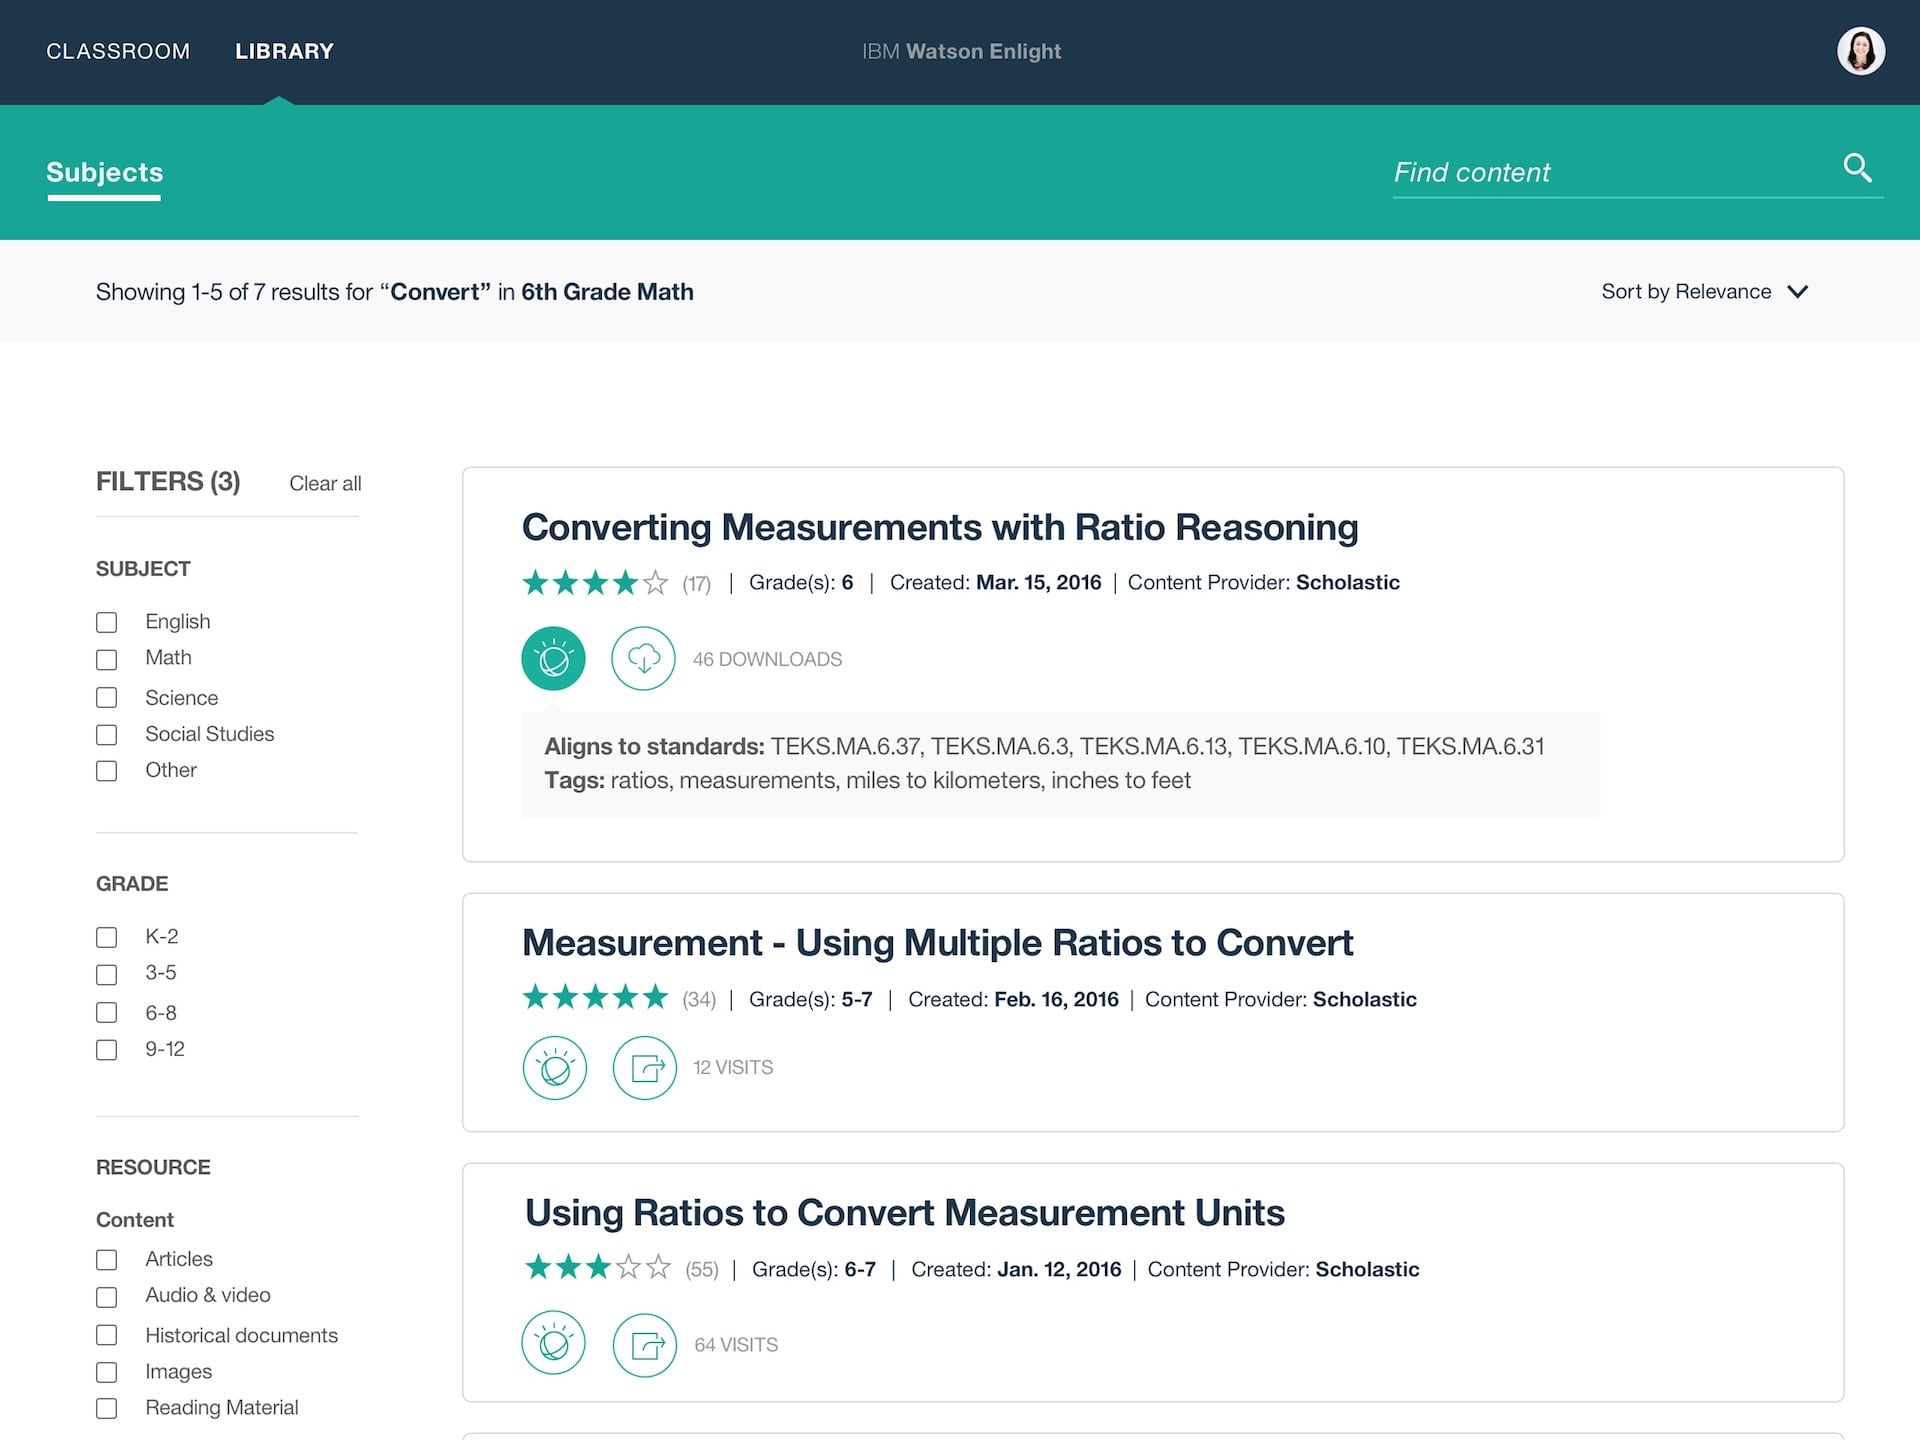 CLASSROOM LIBRARY IBM Watson Enlight
Subjects Find content
Showing 1-5 of 7 results for “Convert” in 6th Grade Math Sort by Relevance
FILTERS (3) Clear all
SUBJECT
English
Math
Science
Social Studies
Other
GRADE
K-2
3-5
6-8
9-12
RESOURCE
Content
Articles
Audio & video
Historical documents
Images
Reading Material
Converting Measurements with Ratio Reasoning
(17) | Grade(s): 6 | Created: Mar. 15, 2016 | Content Provider: Scholastic
46 DOWNLOADS
Aligns to standards: TEKS.MA.6.37, TEKS.MA.6.3, TEKS.MA.6.13, TEKS.MA.6.10, TEKS.MA.6.31
Tags: ratios, measurements, miles to kilometers, inches to feet
Measurement - Using Multiple Ratios to Convert
(34) | Grade(s): 5-7 | Created: Feb. 16, 2016 | Content Provider: Scholastic
12 VISITS
Using Ratios to Convert Measurement Units
(55) | Grade(s): 6-7 | Created: Jan. 12, 2016 | Content Provider: Scholastic
64 VISITS